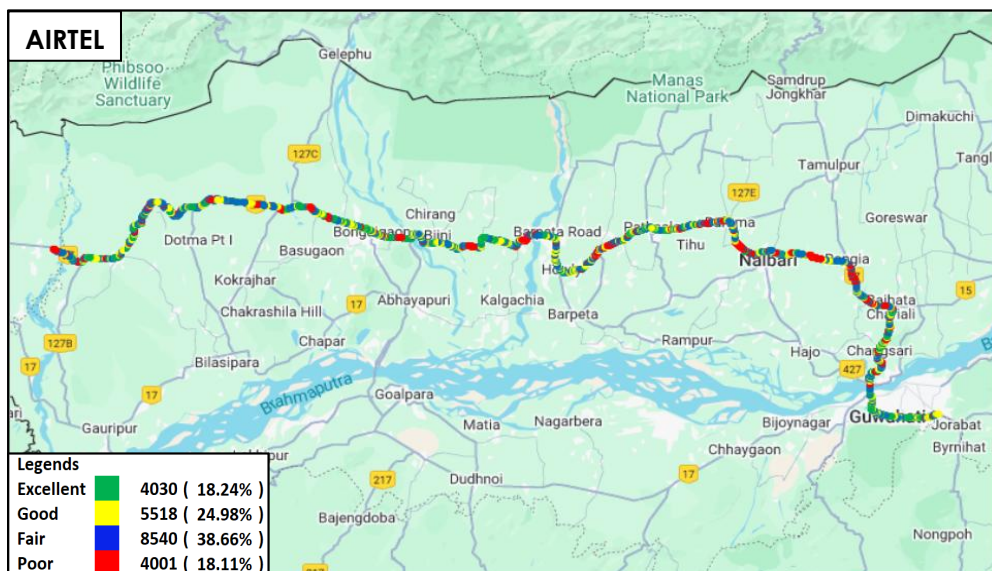 AIRTEL
Gelephu
Phibsoo
Wildlife
Sanctuary
Manas
National Park
Samdrup
Jongkhar
Dimakuchi
127C
Tamulpur
Tangl
127E
Chirang
Goreswar
Dotma Pt I
Bijni
Barpeta Road
Tihu
Basugaon
Nalbari
Kokrajhar
Abhayapuri
Kalgachia
15
Chakrashila Hill
17
Barpeta
Baihata
Chariali
127B
Chapar
Rampur
Hajo
Changsari
17
Bilasipara
427
Brahmaputra
Goalpara
17
Guwahati
Gauripur
Matia
Nagarbera
Bijoynagar
Jorabat
Byrnihat
Chhaygaon
217
Dudhnoi
17
Bajengdoba
Nongpoh
Legends
Excellent 4030 ( 18.24% )
Good 5518 ( 24.98% )
Fair 8540 ( 38.66% )
Poor 4001 ( 18.11% )